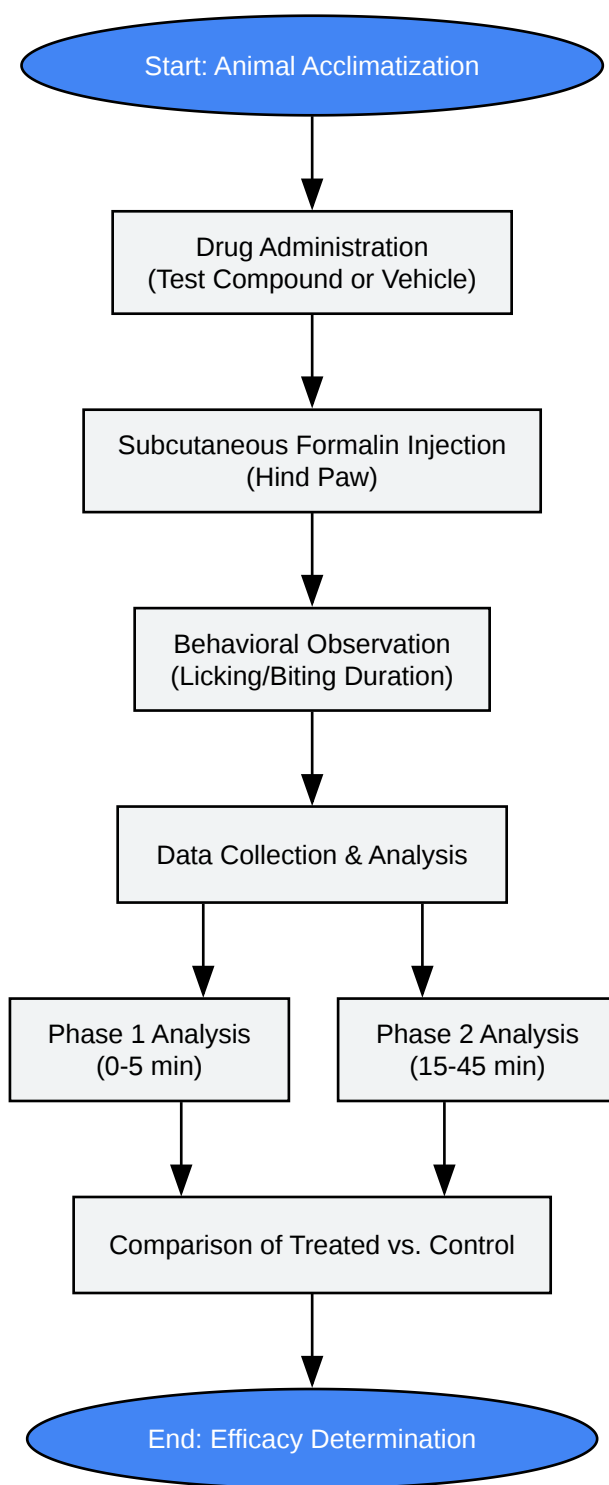 Start: Animal Acclimatization
Drug Administration
(Test Compound or Vehicle)
Subcutaneous Formalin Injection
(Hind Paw)
Behavioral Observation
(Licking/Biting Duration)
Data Collection & Analysis
Phase 1 Analysis
(0-5 min)
Phase 2 Analysis
(15-45 min)
Comparison of Treated vs. Control
End: Efficacy Determination